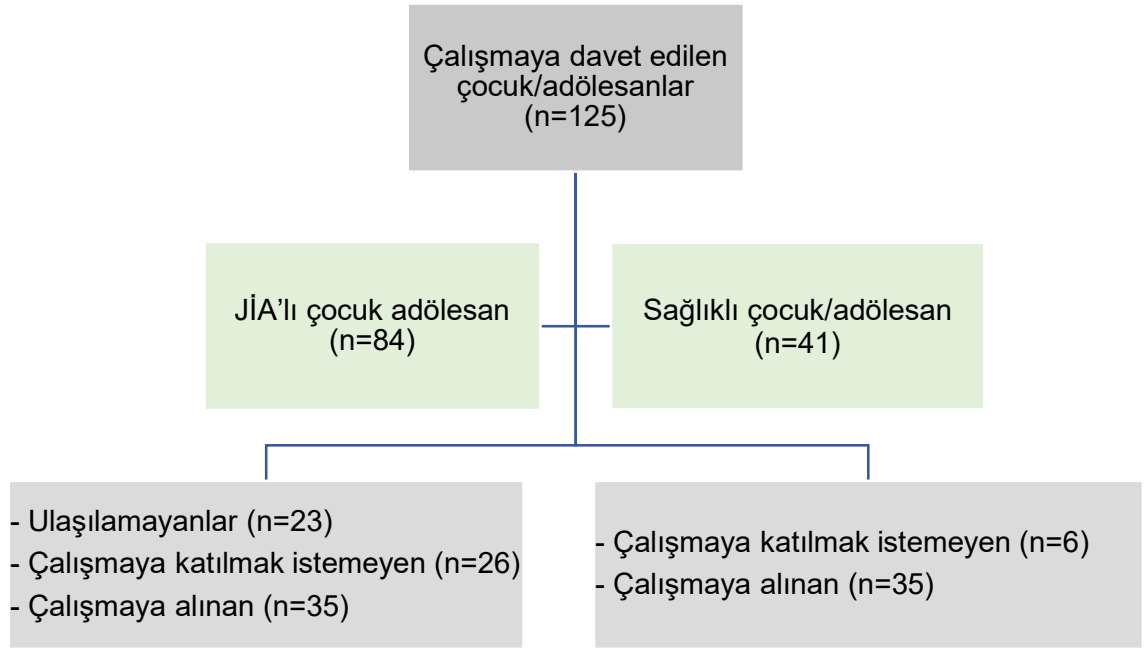 Çalışmaya davet edilen
çocuk/adölesanlar
(n=125)
JİA’lı çocuk adölesan
(n=84)
Sağlıklı çocuk/adölesan
(n=41)
- Ulaşılamayanlar (n=23)
- Çalışmaya katılmak istemeyen (n=26)
- Çalışmaya alınan (n=35)
- Çalışmaya katılmak istemeyen (n=6)
- Çalışmaya alınan (n=35)